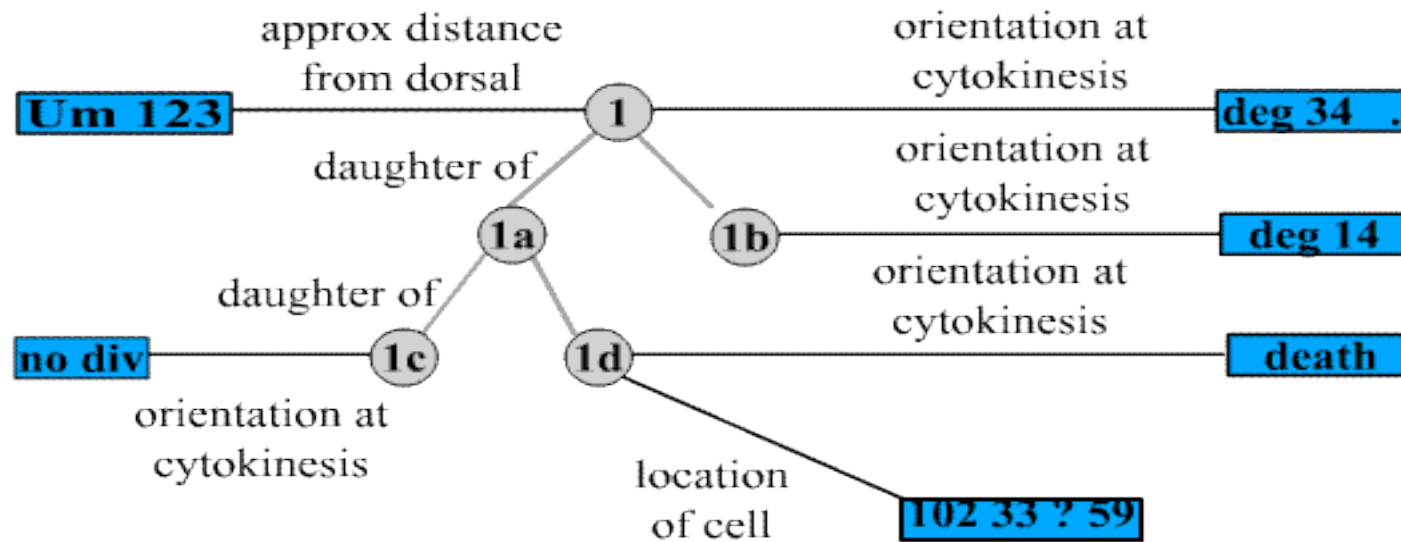 approx distance
from dorsal
orientation at
cytokinesis
Um 123
1
deg 34 .
daughter of
orientation at
cytokinesis
1a
1b
deg 14
daughter of
orientation at
cytokinesis
no div
1c
1d
death
orientation at
cytokinesis
location
of cell
102 33 ? 59